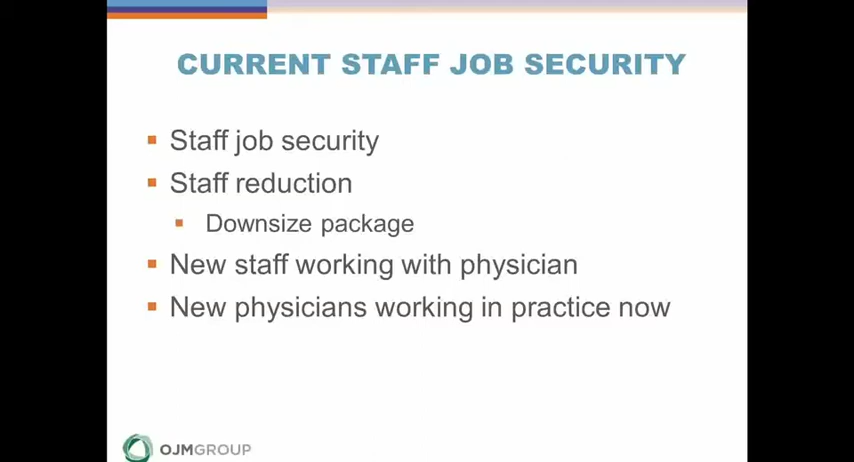 CURRENT STAFF JOB SECURITY
Staff job security
Staff reduction
Downsize package
New staff working with physician
New physicians working in practice now
OJMGROUP